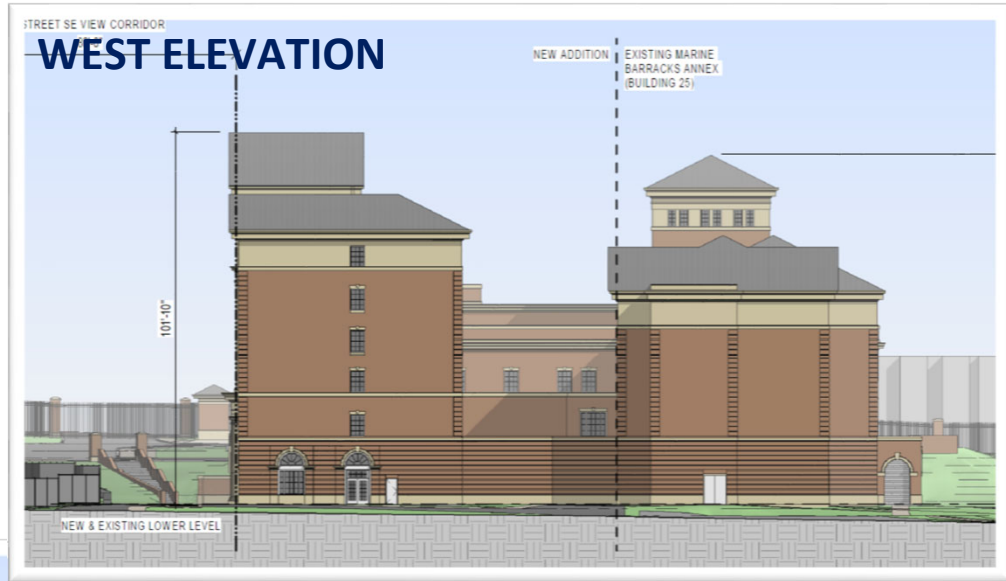 STREET SE VIEW CORRIDOR
WEST ELEVATION
NEW ADDITION
EXISTING MARINE
BARRACKS ANNEX
(BUILDING 25)
101'-10"
NEW & EXISTING LOWER LEVEL